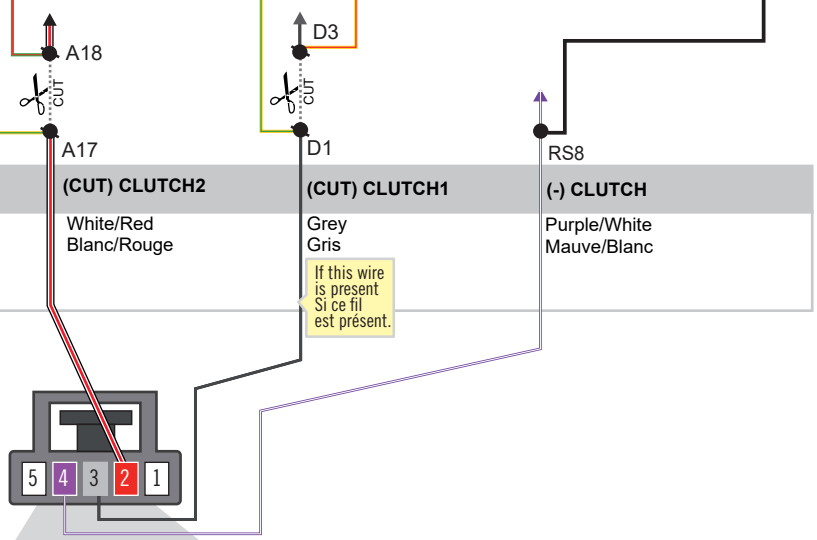 D3
A18
CUT
CUT
A17
D1
RS8
(CUT) CLUTCH2
(CUT) CLUTCH1
(-) CLUTCH
White/Red
Blanc/Rouge
Grey
Gris
Purple/White
Mauve/Blanc
If this wire
is present
Si ce fil
est présent.
5 4 3 2 1